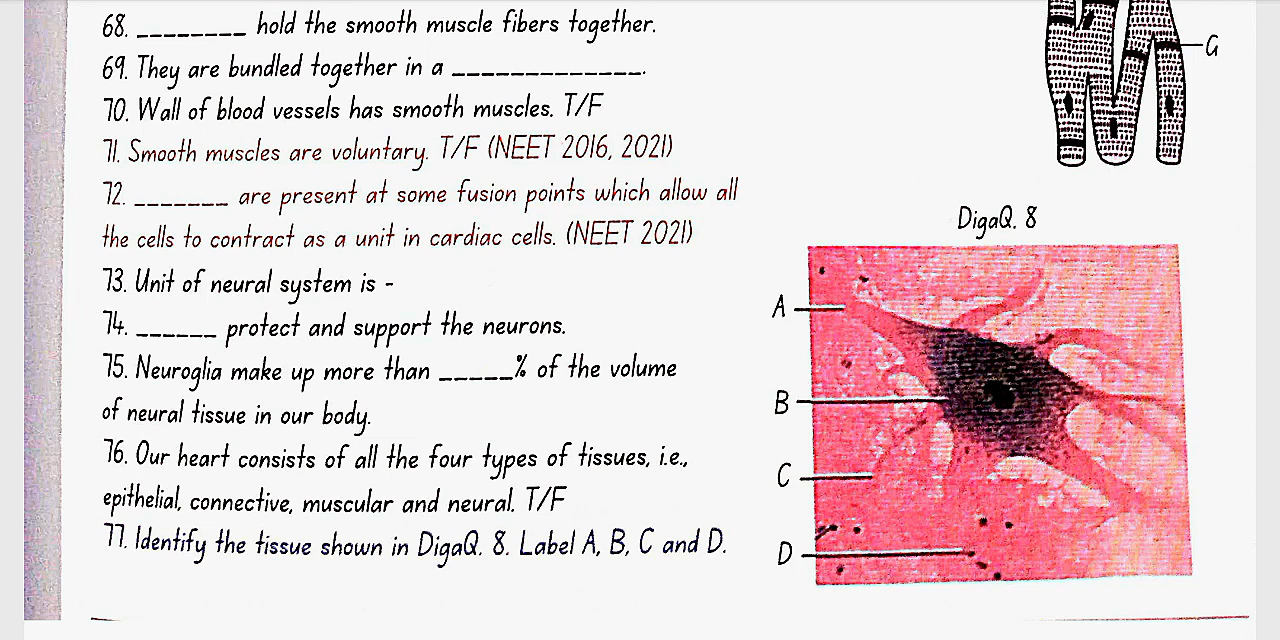 68. ________ hold the smooth muscle fibers together.
69. They are bundled together in a _____________.
70. Wall of blood vessels has smooth muscles. T/F
71. Smooth muscles are voluntary. T/F (NEET 2016, 2021)
72. _______ are present at some fusion points which allow all
the cells to contract as a unit in cardiac cells. (NEET 2021)
73. Unit of neural system is -
74. ______ protect and support the neurons.
75. Neuroglia make up more than _____% of the volume
of neural tissue in our body.
76. Our heart consists of all the four types of tissues, i.e.,
epithelial, connective, muscular and neural. T/F
77. Identify the tissue shown in DigaQ. 8. Label A, B, C and D.
G
DigaQ. 8
A
B
C
D